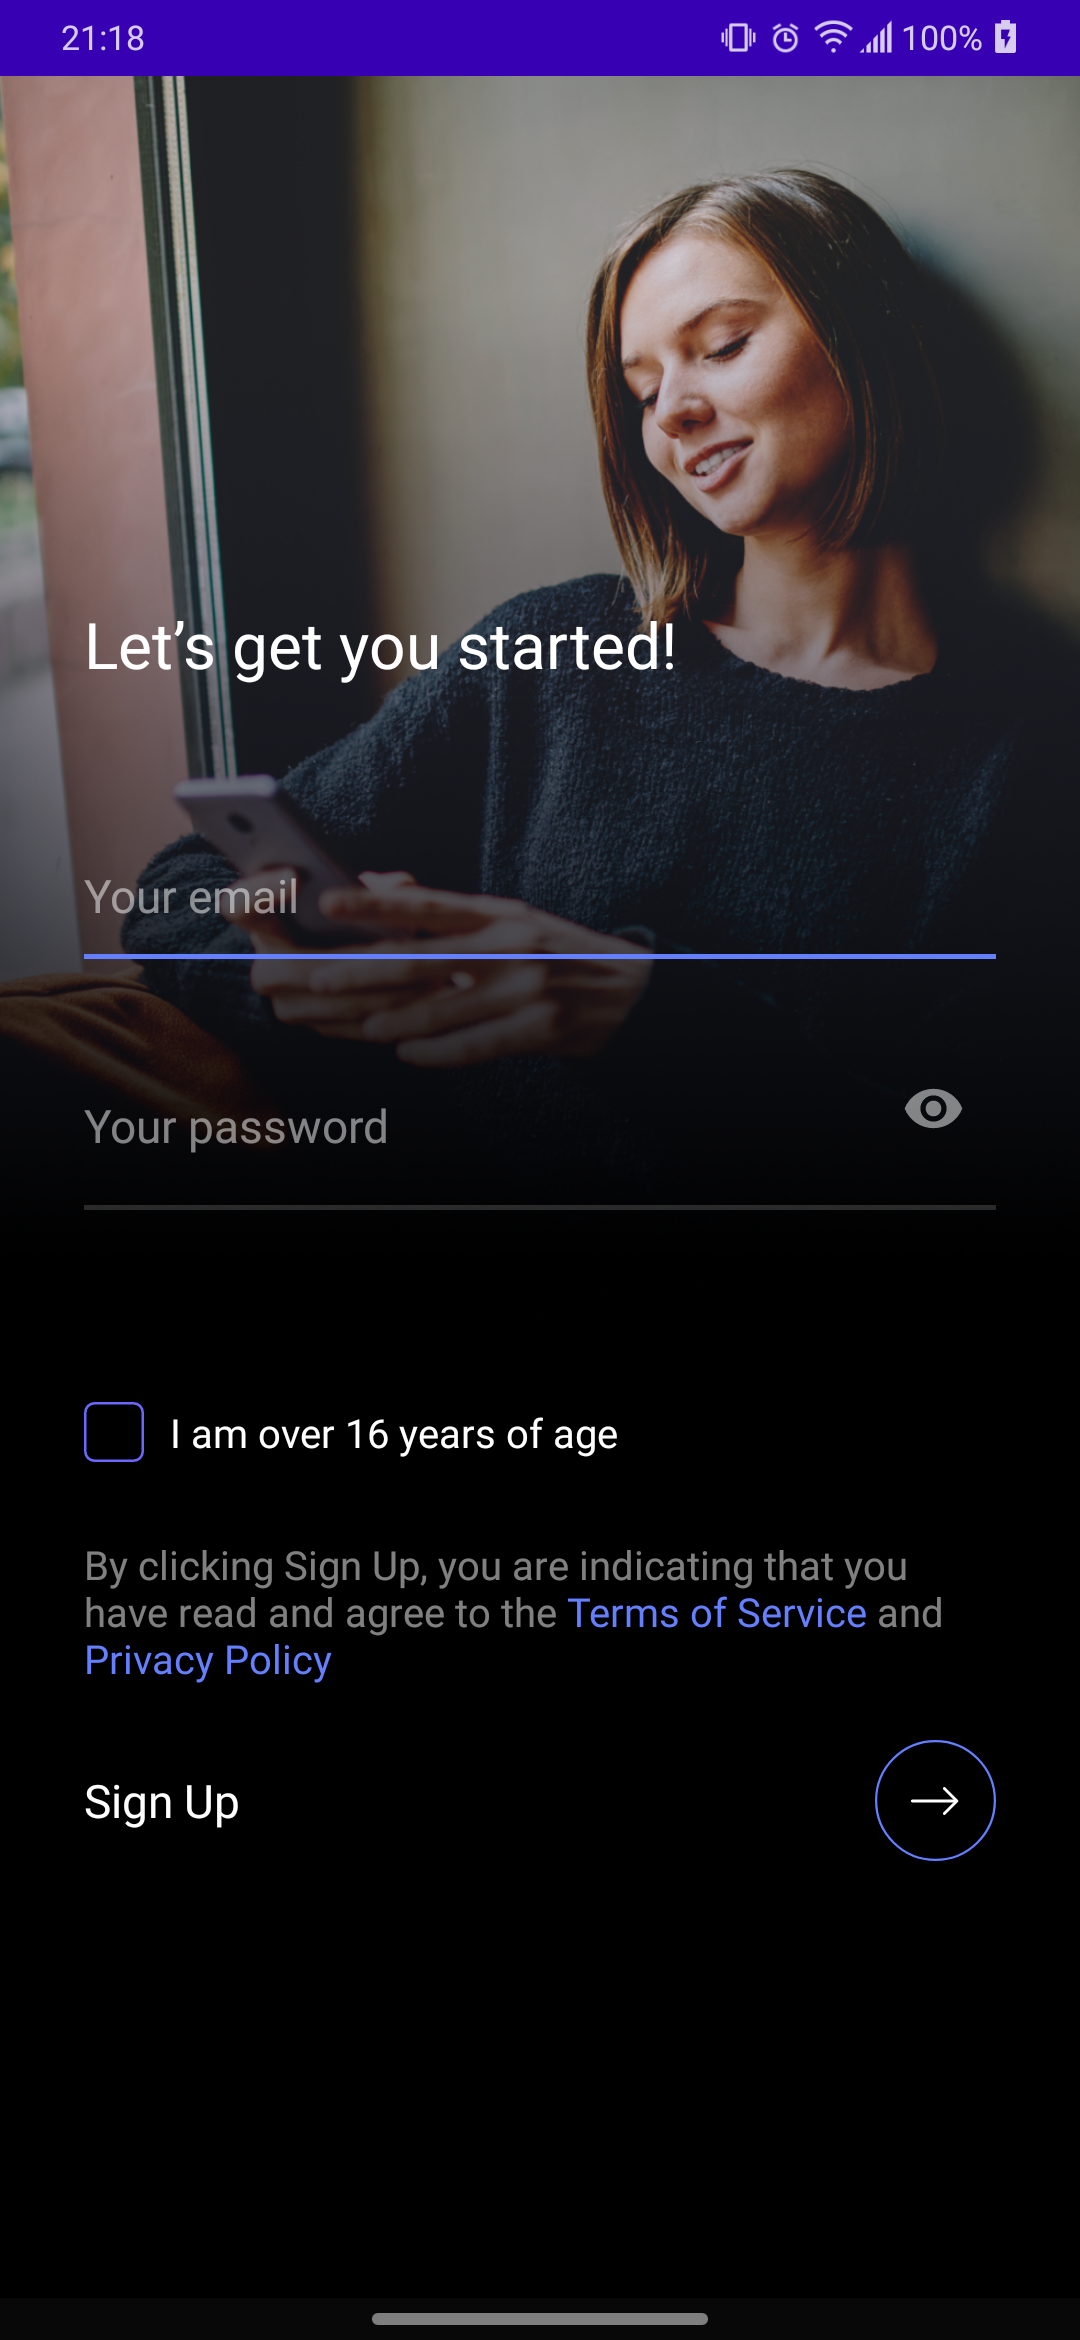 21:18
100%
Let’s get you started!
Your email
Your password
I am over 16 years of age
By clicking Sign Up, you are indicating that you
have read and agree to the Terms of Service and
Privacy Policy
Sign Up